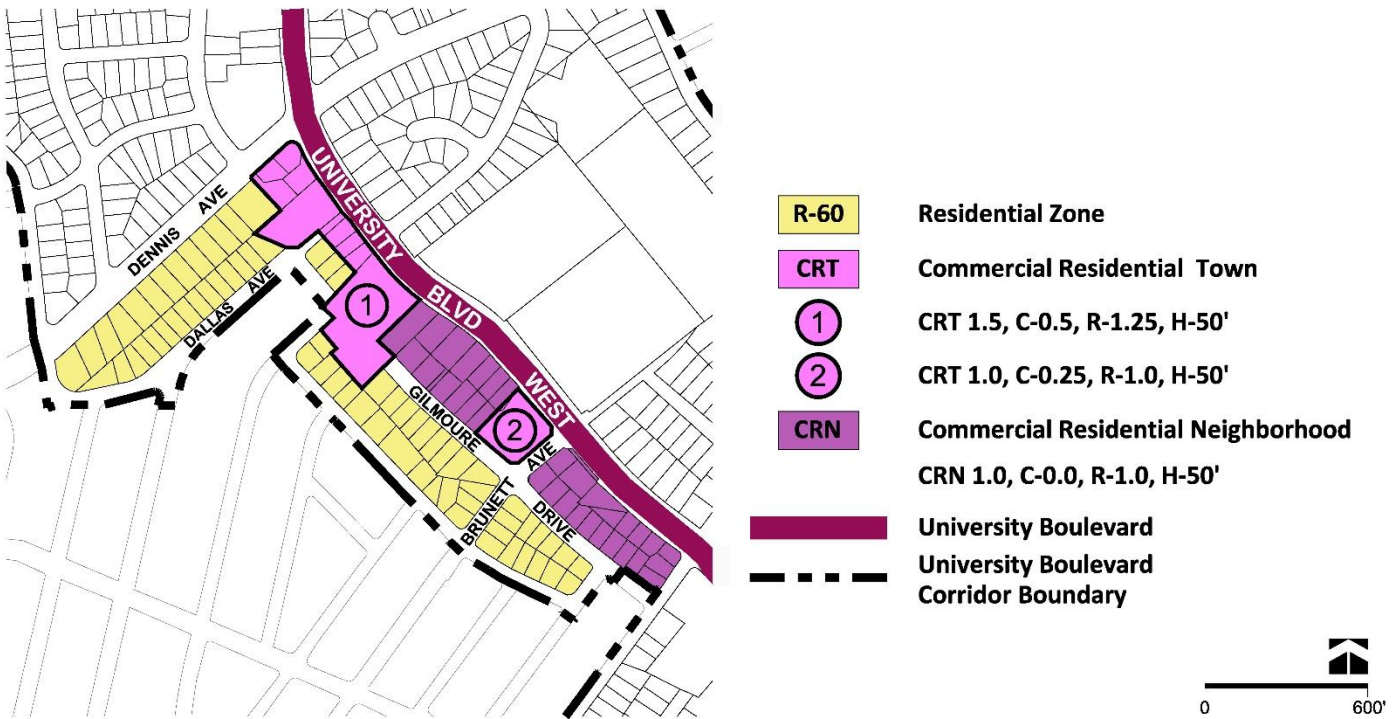 UNIVERSITY
BLVD
WEST
DENNIS AVE
DALLAS AVE
GILMOURE
DRIVE
BRUNETT AVE
1
2
R-60 Residential Zone
CRT Commercial Residential Town
1 CRT 1.5, C-0.5, R-1.25, H-50'
2 CRT 1.0, C-0.25, R-1.0, H-50'
CRN Commercial Residential Neighborhood
CRN 1.0, C-0.0, R-1.0, H-50'
University Boulevard
University Boulevard
Corridor Boundary
0 600'